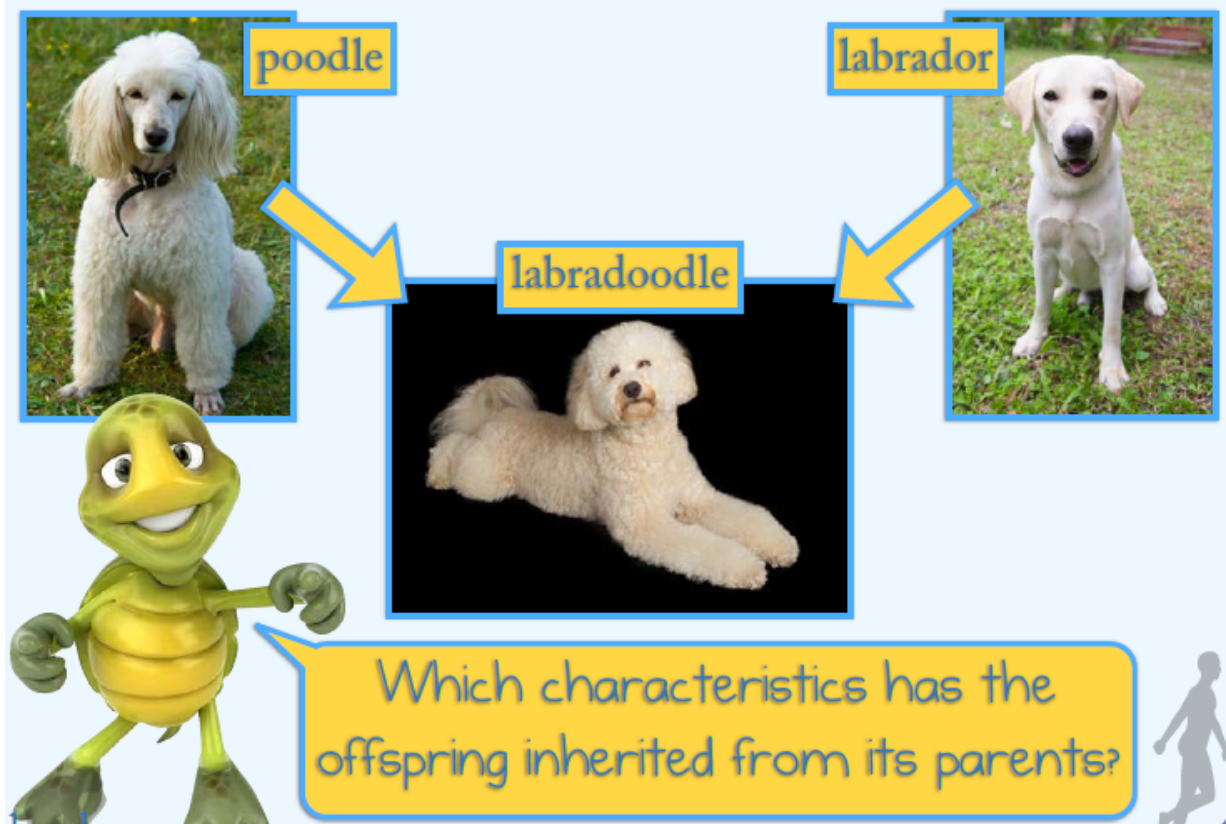 poodle
labrador
labradoodle
Which characteristics has the
offspring inherited from its parents?